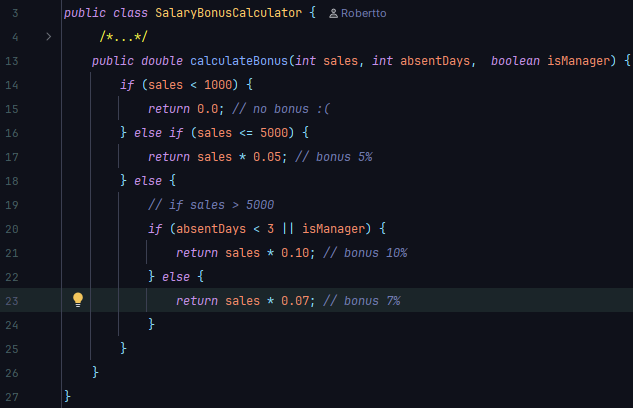 3 public class SalaryBonusCalculator { Robertto
4 > /*...*/
13 public double calculateBonus(int sales, int absentDays,  boolean isManager) {
14 if (sales < 1000) {
15 return 0.0; // no bonus :(
16 } else if (sales <= 5000) {
17 return sales * 0.05; // bonus 5%
18 } else {
19 // if sales > 5000
20 if (absentDays < 3 || isManager) {
21 return sales * 0.10; // bonus 10%
22 } else {
23 return sales * 0.07; // bonus 7%
24 }
25 }
26 }
27 }